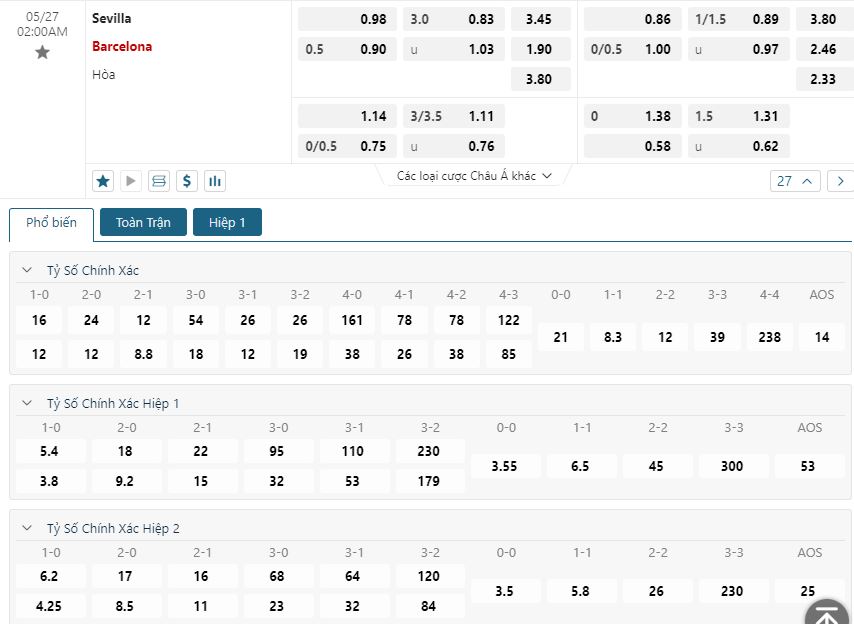 05/27 Sevilla 0.98 3.0 0.83 3.45 0.86 1/1.5 0.89 3.80
02:00AM
Barcelona 0.5 0.90 u 1.03 1.90 0/0.5 1.00 u 0.97 2.46
Hòa 3.80 2.33
1.14 3/3.5 1.11 0 1.38 1.5 1.31
0/0.5 0.75 u 0.76 0.58 u 0.62
$ Các loại cược Châu Á khác 27
Phổ biến Toàn Trận Hiệp 1
Tỷ Số Chính Xác
1-0 2-0 2-1 3-0 3-1 3-2 4-0 4-1 4-2 4-3 0-0 1-1 2-2 3-3 4-4 AOS
16 24 12 54 26 26 161 78 78 122
21 8.3 12 39 238 14
12 12 8.8 18 12 19 38 26 38 85
Tỷ Số Chính Xác Hiệp 1
1-0 2-0 2-1 3-0 3-1 3-2 0-0 1-1 2-2 3-3 AOS
5.4 18 22 95 110 230
3.55 6.5 45 300 53
3.8 9.2 15 32 53 179
Tỷ Số Chính Xác Hiệp 2
1-0 2-0 2-1 3-0 3-1 3-2 0-0 1-1 2-2 3-3 AOS
6.2 17 16 68 64 120
3.5 5.8 26 230 25
4.25 8.5 11 23 32 84